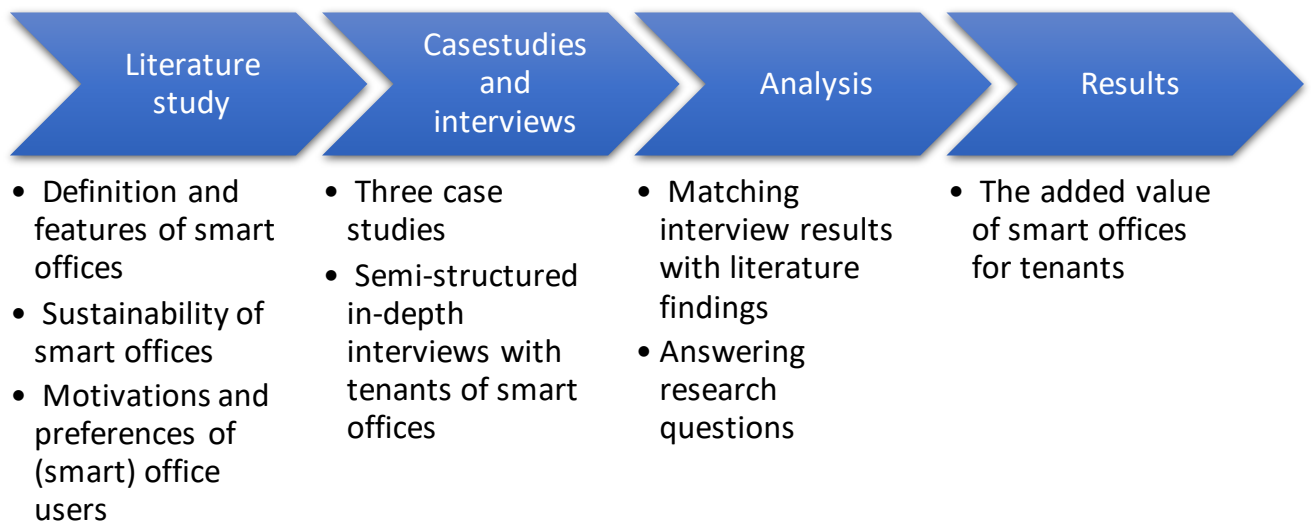 Literature
study
Casestudies
and
interviews
Analysis
Results
• Definition and
features of smart
offices
• Sustainability of
smart offices
• Motivations and
preferences of
(smart) office
users
• Three case
studies
• Semi-structured
in-depth
interviews with
tenants of smart
offices
• Matching
interview results
with literature
findings
• Answering
research
questions
• The added value
of smart offices
for tenants